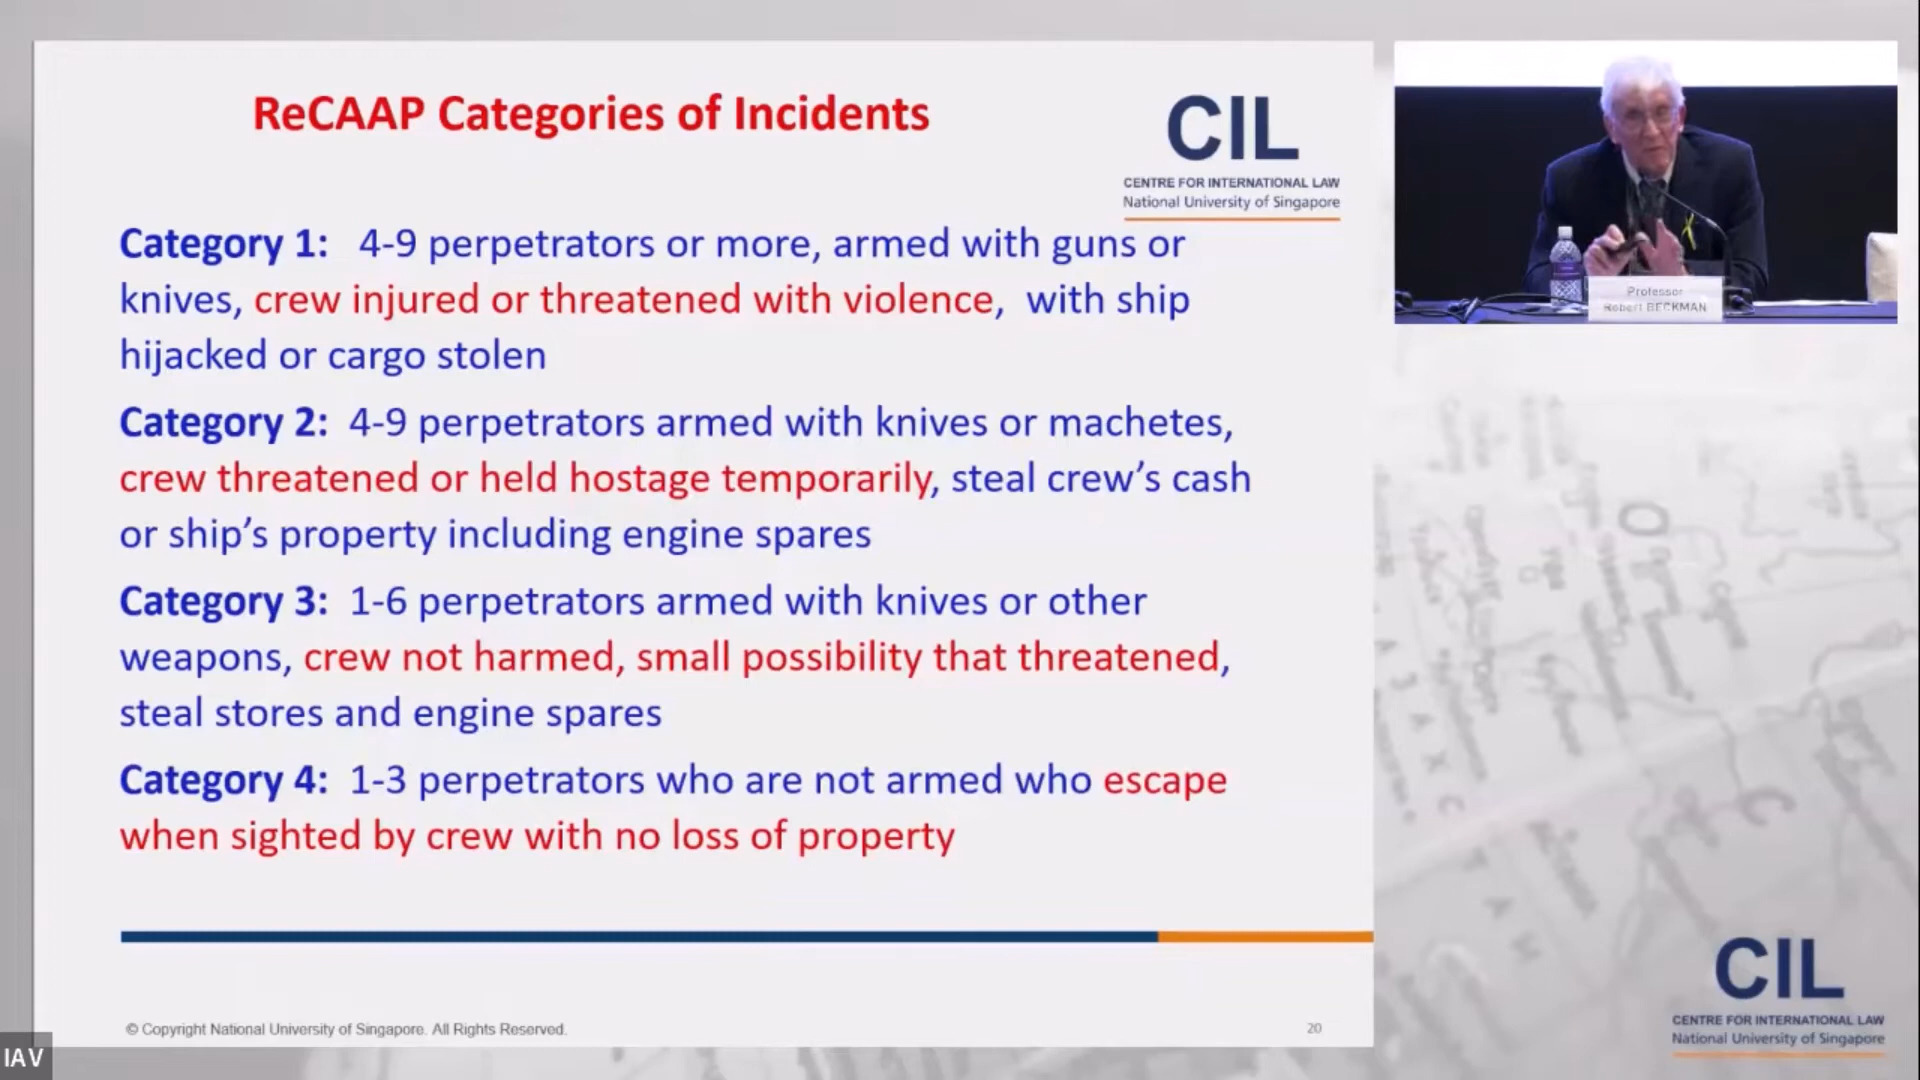 ReCAAP Categories of Incidents
CIL
CENTRE FOR INTERNATIONAL LAW
National University of Singapore
Category 1: 4-9 perpetrators or more, armed with guns or
knives, crew injured or threatened with violence, with ship
hijacked or cargo stolen
Category 2: 4-9 perpetrators armed with knives or machetes,
crew threatened or held hostage temporarily, steal crew’s cash
or ship’s property including engine spares
Category 3: 1-6 perpetrators armed with knives or other
weapons, crew not harmed, small possibility that threatened,
steal stores and engine spares
Category 4: 1-3 perpetrators who are not armed who escape
when sighted by crew with no loss of property
© Copyright National University of Singapore. All Rights Reserved.
20
Professor
Robert BECKMAN
CIL
CENTRE FOR INTERNATIONAL LAW
National University of Singapore
IAV